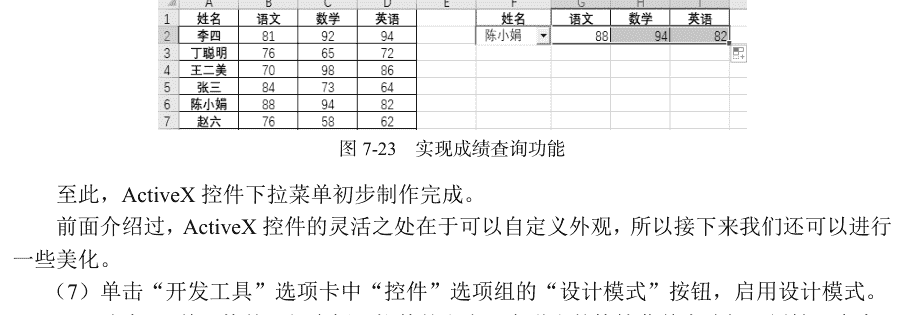 A B C D E F G H I
1 姓名 语文 数学 英语 姓名 语文 数学 英语
2 李四 81 92 94 陈小娟 88 94 82
3 丁聪明 76 65 72
4 王二美 70 98 86
5 张三 84 73 64
6 陈小娟 88 94 82
7 赵六 76 58 62
图 7-23 实现成绩查询功能
至此，ActiveX 控件下拉菜单初步制作完成。
前面介绍过，ActiveX 控件的灵活之处在于可以自定义外观，所以接下来我们还可以进行
一些美化。
（7）单击“开发工具”选项卡中“控件”选项组的“设计模式”按钮，启用设计模式。